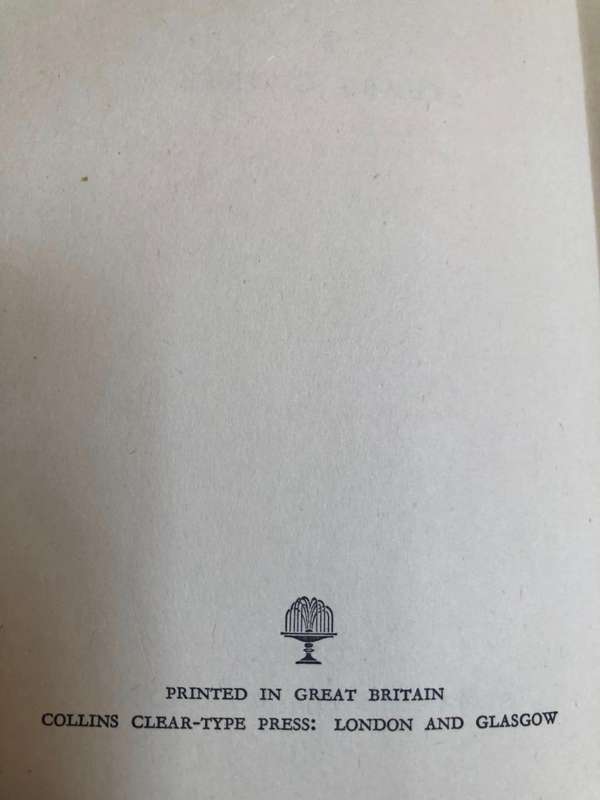 PRINTED IN GREAT BRITAIN
COLLINS CLEAR-TYPE PRESS: LONDON AND GLASGOW